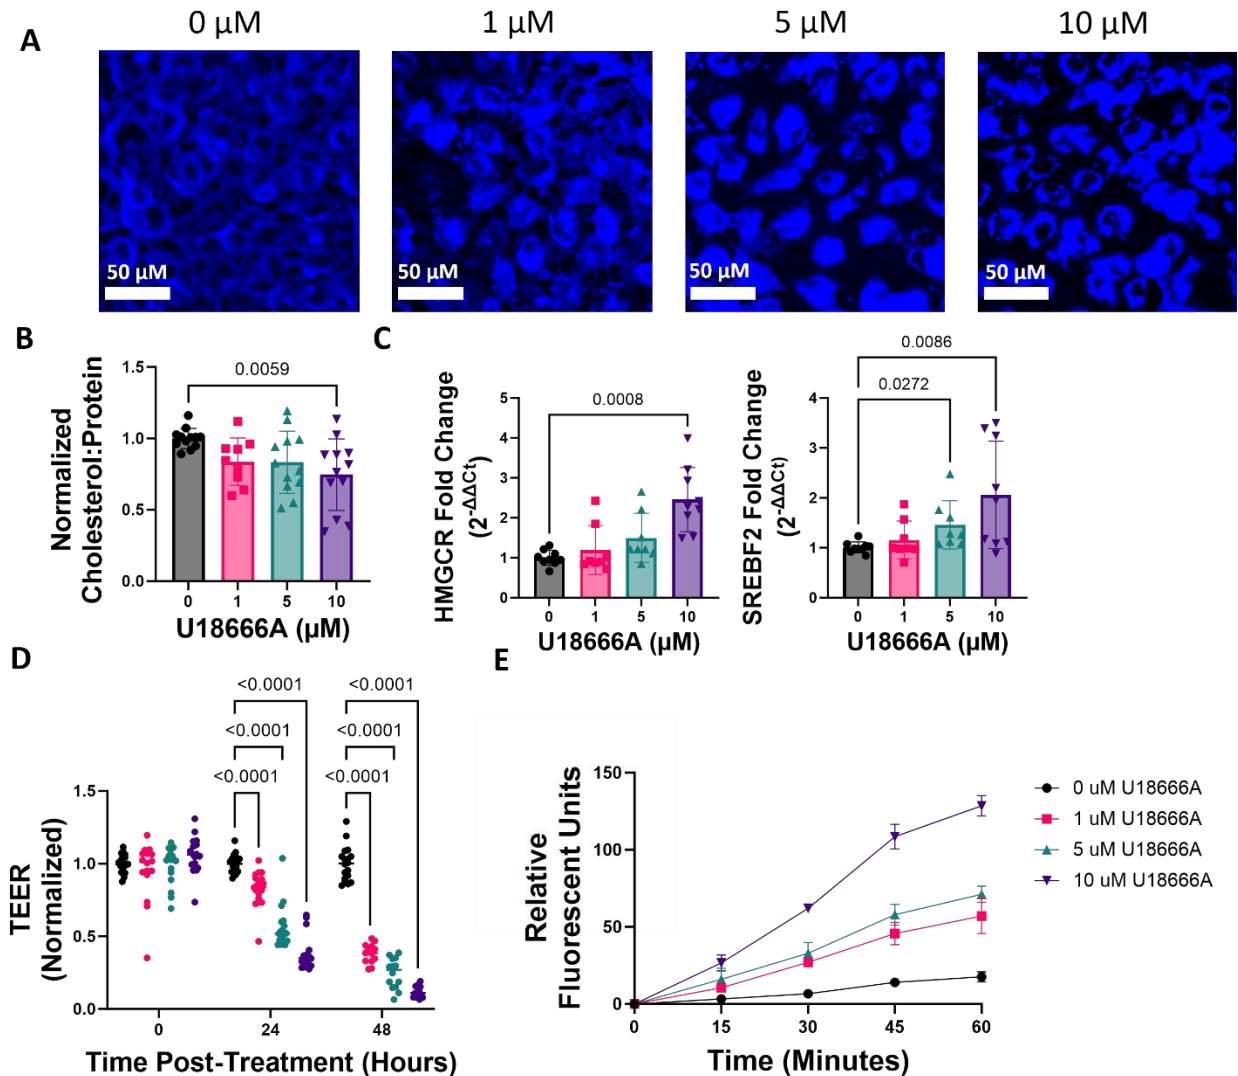 A
0 μM
1 μM
5 μM
10 μM
50 μM
50 μM
50 μM
50 μM
B
Normalized
Cholesterol:Protein
1.5
1.0
0.5
0.0
0.0059
0
1
5
10
U18666A (μM)
C
HMGCR Fold Change
(2^-ΔΔCt)
5
4
3
2
1
0
0.0008
0
1
5
10
U18666A (μM)
SREBF2 Fold Change
(2^-ΔΔCt)
4
3
2
1
0
0.0086
0.0272
0
1
5
10
U18666A (μM)
D
TEER
(Normalized)
1.5
1.0
0.5
0.0
<0.0001
<0.0001
<0.0001
<0.0001
<0.0001
<0.0001
0
24
48
Time Post-Treatment (Hours)
E
Relative
Fluorescent Units
150
100
50
0
0
15
30
45
60
Time (Minutes)
0 uM U18666A
1 uM U18666A
5 uM U18666A
10 uM U18666A